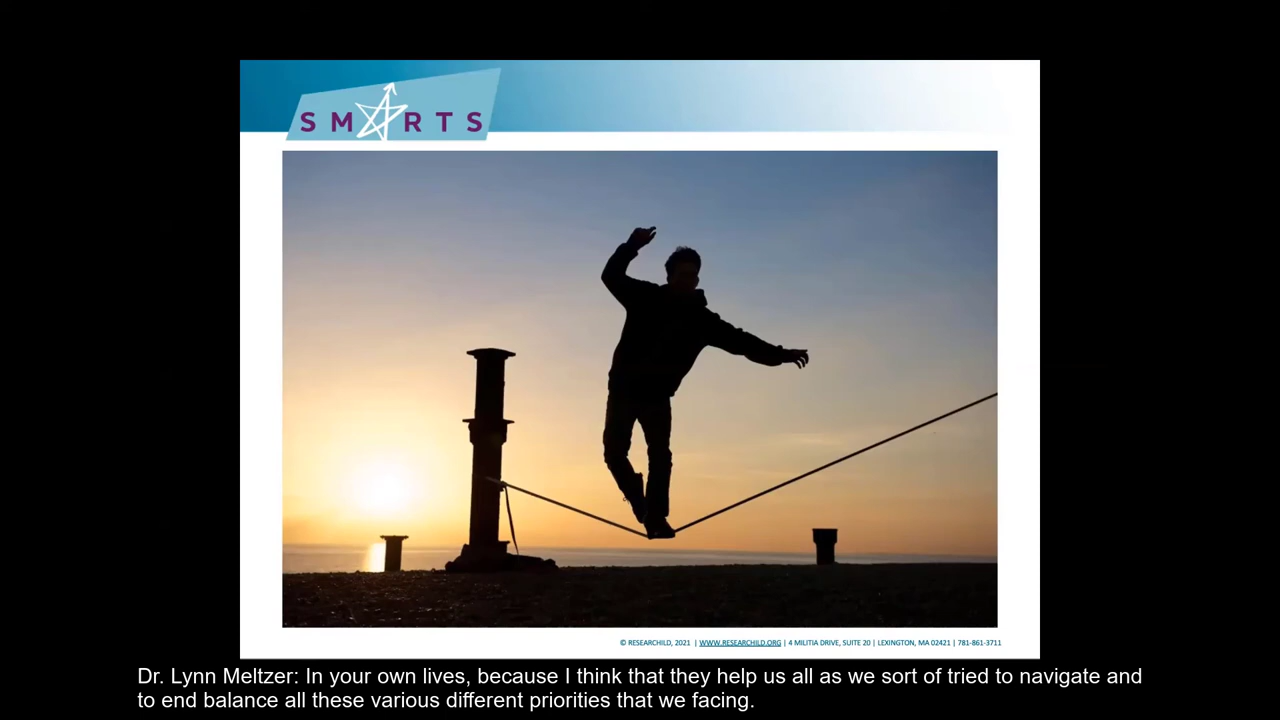 SMARTS
© RESEARCHILD, 2021 | WWW.RESEARCHILD.ORG | 4 MILITIA DRIVE, SUITE 20 | LEXINGTON, MA 02421 | 781-861-3711
Dr. Lynn Meltzer: In your own lives, because I think that they help us all as we sort of tried to navigate and
to end balance all these various different priorities that we facing.